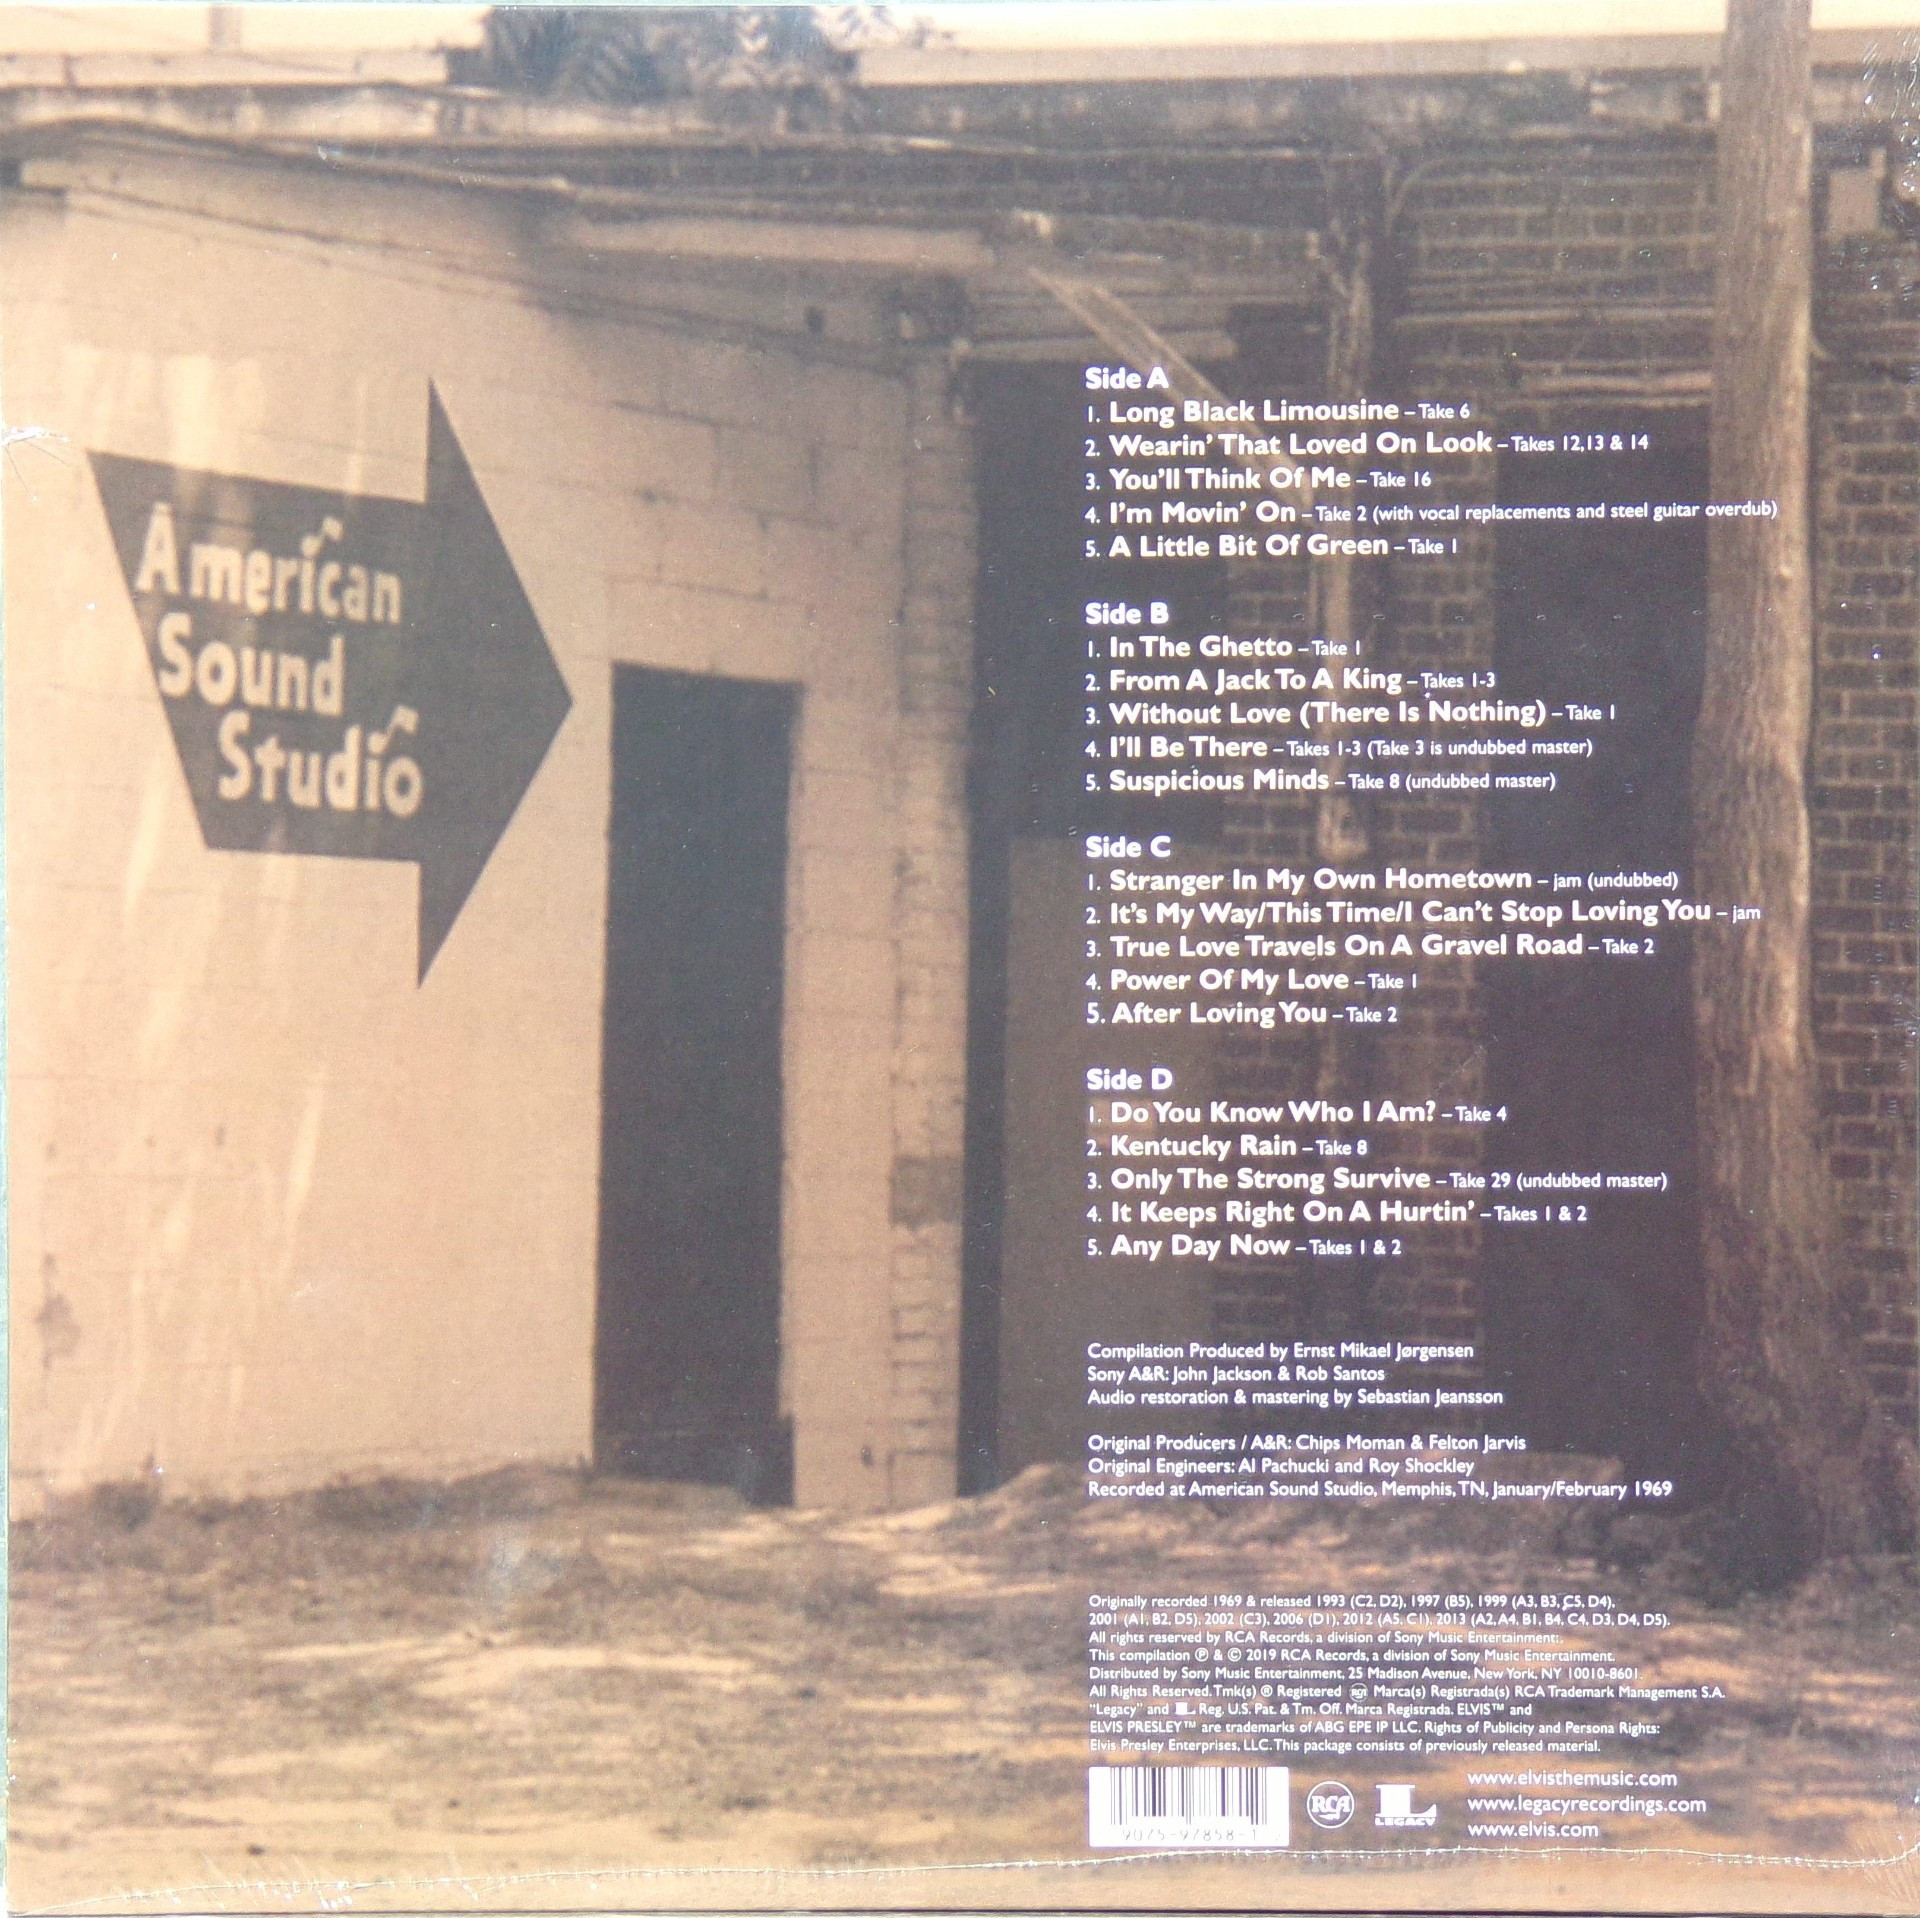 American
Sound
Studio
Side A
1. Long Black Limousine – Take 6
2. Wearin' That Loved On Look – Takes 12,13 & 14
3. You'll Think Of Me – Take 16
4. I'm Movin' On – Take 2 (with vocal replacements and steel guitar overdub)
5. A Little Bit Of Green – Take 1
Side B
1. In The Ghetto – Take 1
2. From A Jack To A King – Takes 1-3
3. Without Love (There Is Nothing) – Take 1
4. I'll Be There – Takes 1-3 (Take 3 is undubbed master)
5. Suspicious Minds – Take 8 (undubbed master)
Side C
1. Stranger In My Own Hometown – jam (undubbed)
2. It's My Way/This Time/I Can't Stop Loving You – jam
3. True Love Travels On A Gravel Road – Take 2
4. Power Of My Love – Take 1
5. After Loving You – Take 2
Side D
1. Do You Know Who I Am? – Take 4
2. Kentucky Rain – Take 8
3. Only The Strong Survive – Take 29 (undubbed master)
4. It Keeps Right On A Hurtin' – Takes 1 & 2
5. Any Day Now – Takes 1 & 2
Compilation Produced by Ernst Mikael Jørgensen
Sony A&R: John Jackson & Rob Santos
Audio restoration & mastering by Sebastian Jeansson
Original Producers / A&R: Chips Moman & Felton Jarvis
Original Engineers: Al Pachucki and Roy Shockley
Recorded at American Sound Studio, Memphis, TN, January/February 1969
Originally recorded 1969 & released 1993 (C2, D2), 1997 (B5), 1999 (A3, B3, C5, D4),
2001 (A1, B2, D5), 2002 (C3), 2006 (D1), 2012 (A5, C1), 2013 (A2, A4, B1, B4, C4, D3, D4, D5).
All rights reserved by RCA Records, a division of Sony Music Entertainment:.
This compilation ℗ & © 2019 RCA Records, a division of Sony Music Entertainment.
Distributed by Sony Music Entertainment, 25 Madison Avenue, New York, NY 10010-8601.
All Rights Reserved. Tmk(s) ® Registered RCA Marca(s) Registrada(s) RCA Trademark Management S.A.
"Legacy" and L Reg. U.S. Pat. & Tm. Off. Marca Registrada. ELVIS™ and
ELVIS PRESLEY™ are trademarks of ABG EPE IP LLC. Rights of Publicity and Persona Rights:
Elvis Presley Enterprises, LLC. This package consists of previously released material.
9075-97858-1
RCA
L
LEGACY
www.elvisthemusic.com
www.legacyrecordings.com
www.elvis.com